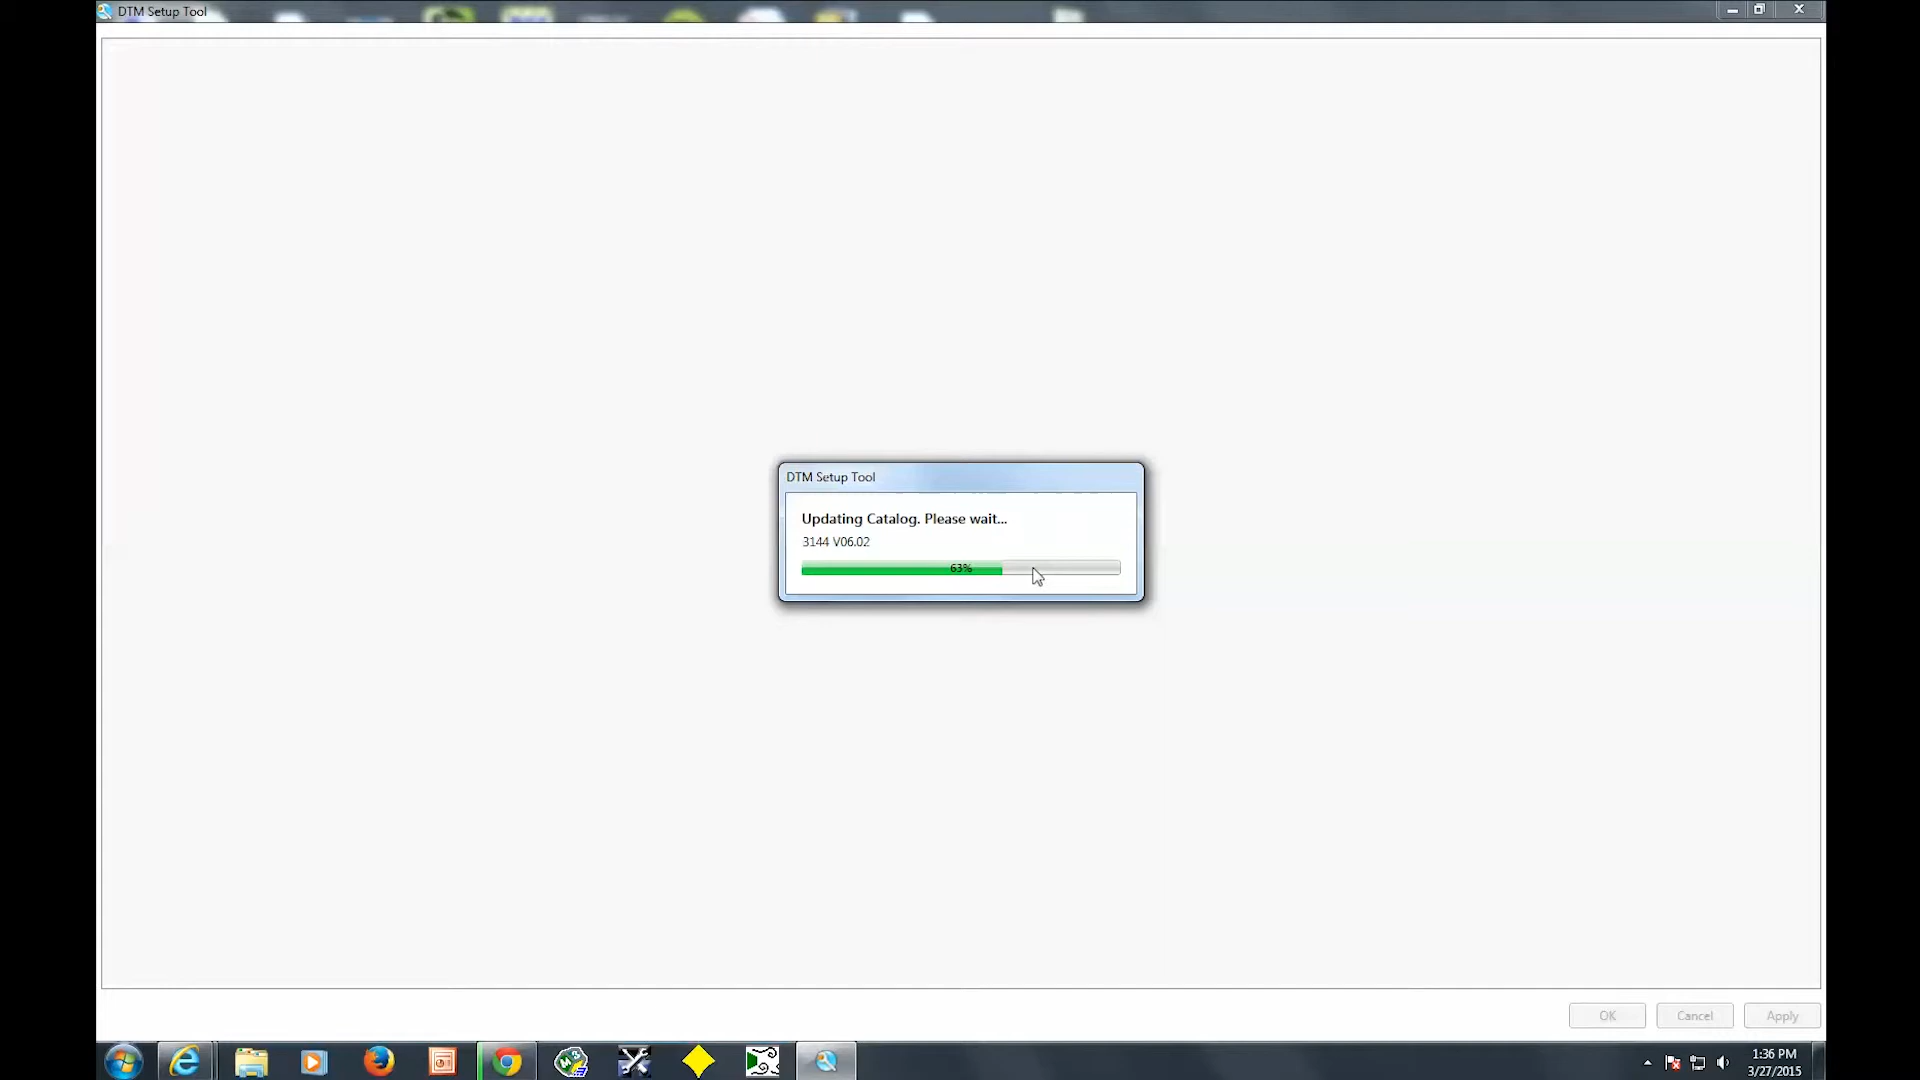 DTM Setup Tool
DTM Setup Tool
Updating Catalog. Please wait...
3144 V06.02
63%
OK Cancel Apply
1:36 PM
3/27/2015